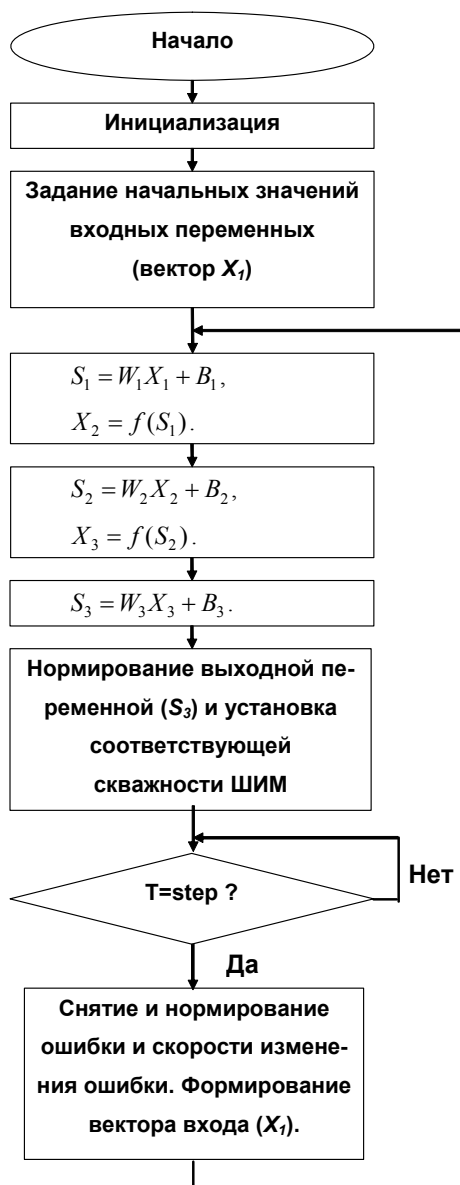 Начало
Инициализация
Задание начальных значений
входных переменных
(вектор X₁)
S₁ = W₁X₁ + B₁,
X₂ = f(S₁).
S₂ = W₂X₂ + B₂,
X₃ = f(S₂).
S₃ = W₃X₃ + B₃.
Нормирование выходной пе-
ременной (S₃) и установка
соответствующей
скважности ШИМ
T=step ?
Нет
Да
Снятие и нормирование
ошибки и скорости измене-
ния ошибки. Формирование
вектора входа (X₁).